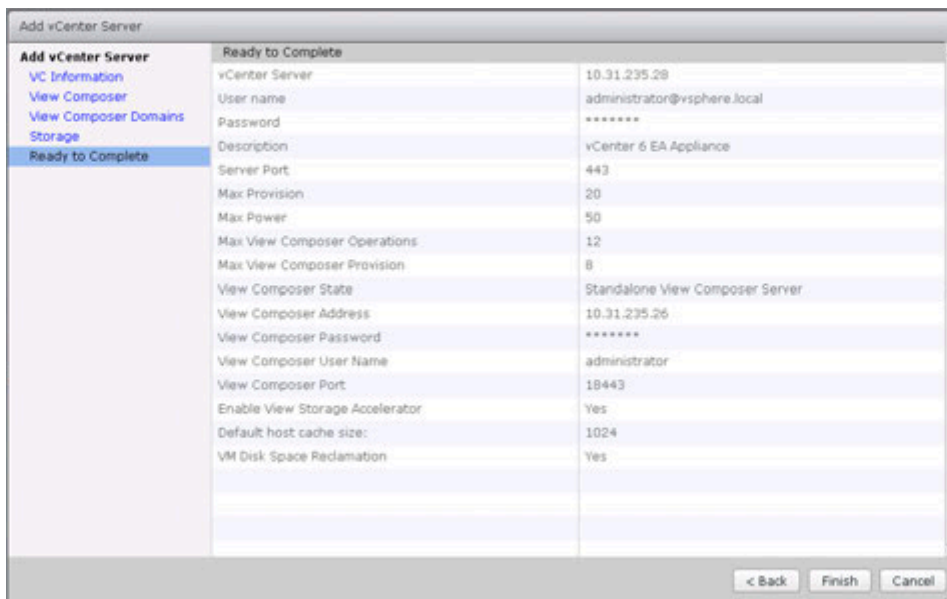 Add vCenter Server
Add vCenter Server
VC Information
View Composer
View Composer Domains
Storage
Ready to Complete
Ready to Complete
vCenter Server 10.31.235.28
User name administrator@vsphere.local
Password *******
Description vCenter 6 EA Appliance
Server Port 443
Max Provision 20
Max Power 50
Max View Composer Operations 12
Max View Composer Provision 8
View Composer State Standalone View Composer Server
View Composer Address 10.31.235.26
View Composer Password *******
View Composer User Name administrator
View Composer Port 18443
Enable View Storage Accelerator Yes
Default host cache size: 1024
VM Disk Space Reclamation Yes
< Back Finish Cancel